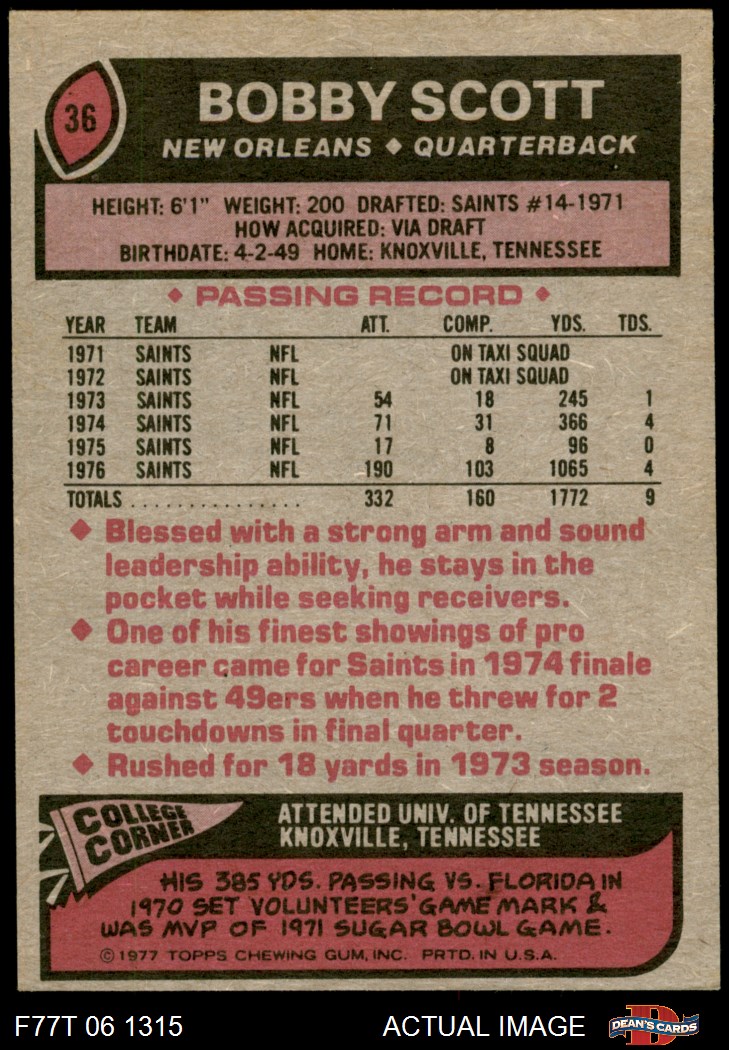 36
BOBBY SCOTT
NEW ORLEANS ♦ QUARTERBACK
HEIGHT: 6'1" WEIGHT: 200 DRAFTED: SAINTS #14-1971
HOW ACQUIRED: VIA DRAFT
BIRTHDATE: 4-2-49 HOME: KNOXVILLE, TENNESSEE
♦ PASSING RECORD ♦
YEAR TEAM ATT. COMP. YDS. TDS.
1971 SAINTS NFL ON TAXI SQUAD
1972 SAINTS NFL ON TAXI SQUAD
1973 SAINTS NFL 54 18 245 1
1974 SAINTS NFL 71 31 366 4
1975 SAINTS NFL 17 8 96 0
1976 SAINTS NFL 190 103 1065 4
TOTALS ................ 332 160 1772 9
♦ Blessed with a strong arm and sound
leadership ability, he stays in the
pocket while seeking receivers.
♦ One of his finest showings of pro
career came for Saints in 1974 finale
against 49ers when he threw for 2
touchdowns in final quarter.
♦ Rushed for 18 yards in 1973 season.
COLLEGE
CORNER
ATTENDED UNIV. OF TENNESSEE
KNOXVILLE, TENNESSEE
HIS 385 YDS. PASSING VS. FLORIDA IN
1970 SET VOLUNTEERS' GAME MARK &
WAS MVP OF 1971 SUGAR BOWL GAME.
©1977 TOPPS CHEWING GUM, INC. PRTD. IN U.S.A.
F77T 06 1315 ACTUAL IMAGE D DEAN'S CARDS